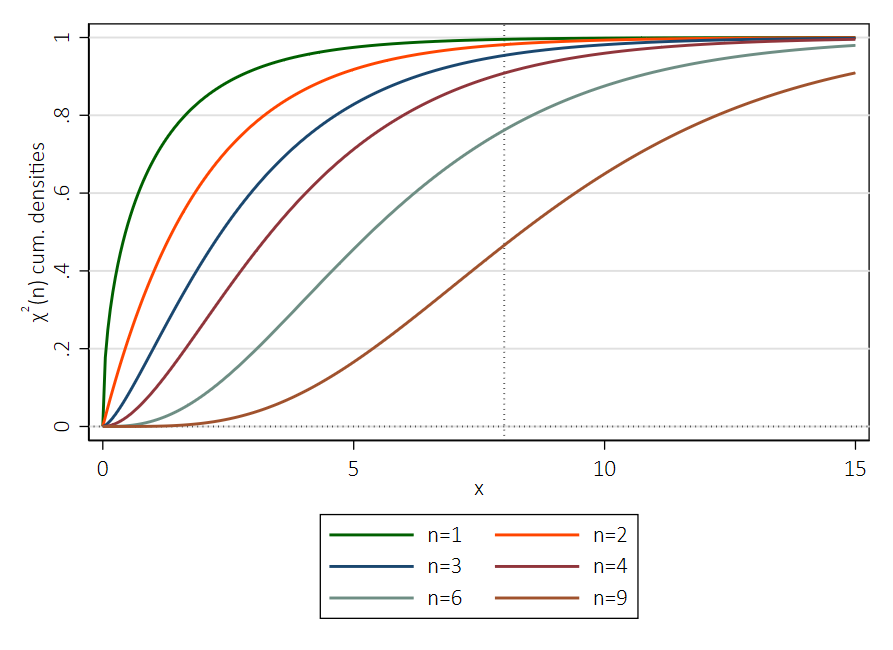 χ²(n) cum. densities
1
.8
.6
.4
.2
0
0 5 10 15
x
n=1 n=2
n=3 n=4
n=6 n=9